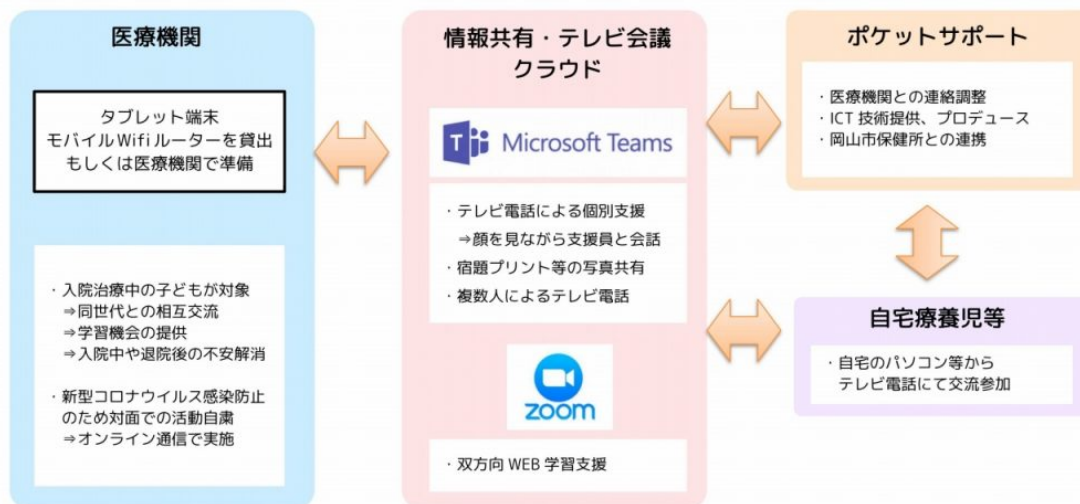 医療機関
タブレット端末
モバイルWifiルーターを貸出
もしくは医療機関で準備
・入院治療中の子どもが対象
⇒同世代との相互交流
⇒学習機会の提供
⇒入院中や退院後の不安解消
・新型コロナウイルス感染防止
のため対面での活動自粛
⇒オンライン通信で実施
情報共有・テレビ会議
クラウド
Microsoft Teams
・テレビ電話による個別支援
⇒顔を見ながら支援員と会話
・宿題プリント等の写真共有
・複数人によるテレビ電話
zoom
・双方向 WEB 学習支援
ポケットサポート
・医療機関との連絡調整
・ICT 技術提供、プロデュース
・岡山市保健所との連携
自宅療養児等
・自宅のパソコン等から
テレビ電話にて交流参加